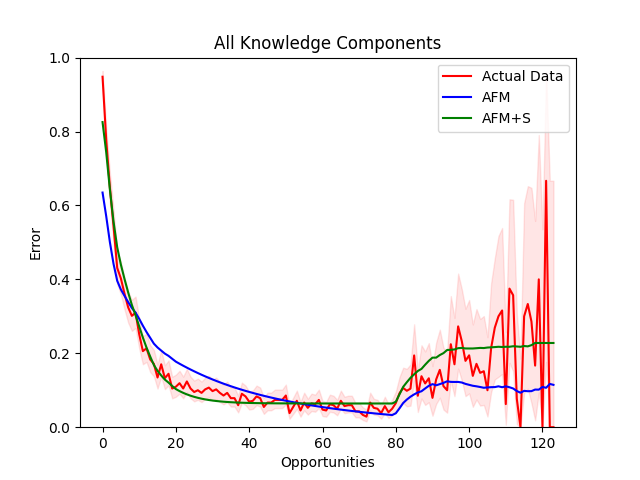 All Knowledge Components
Actual Data
AFM
AFM+S
Error
1.0
0.8
0.6
0.4
0.2
0.0
0 20 40 60 80 100 120
Opportunities